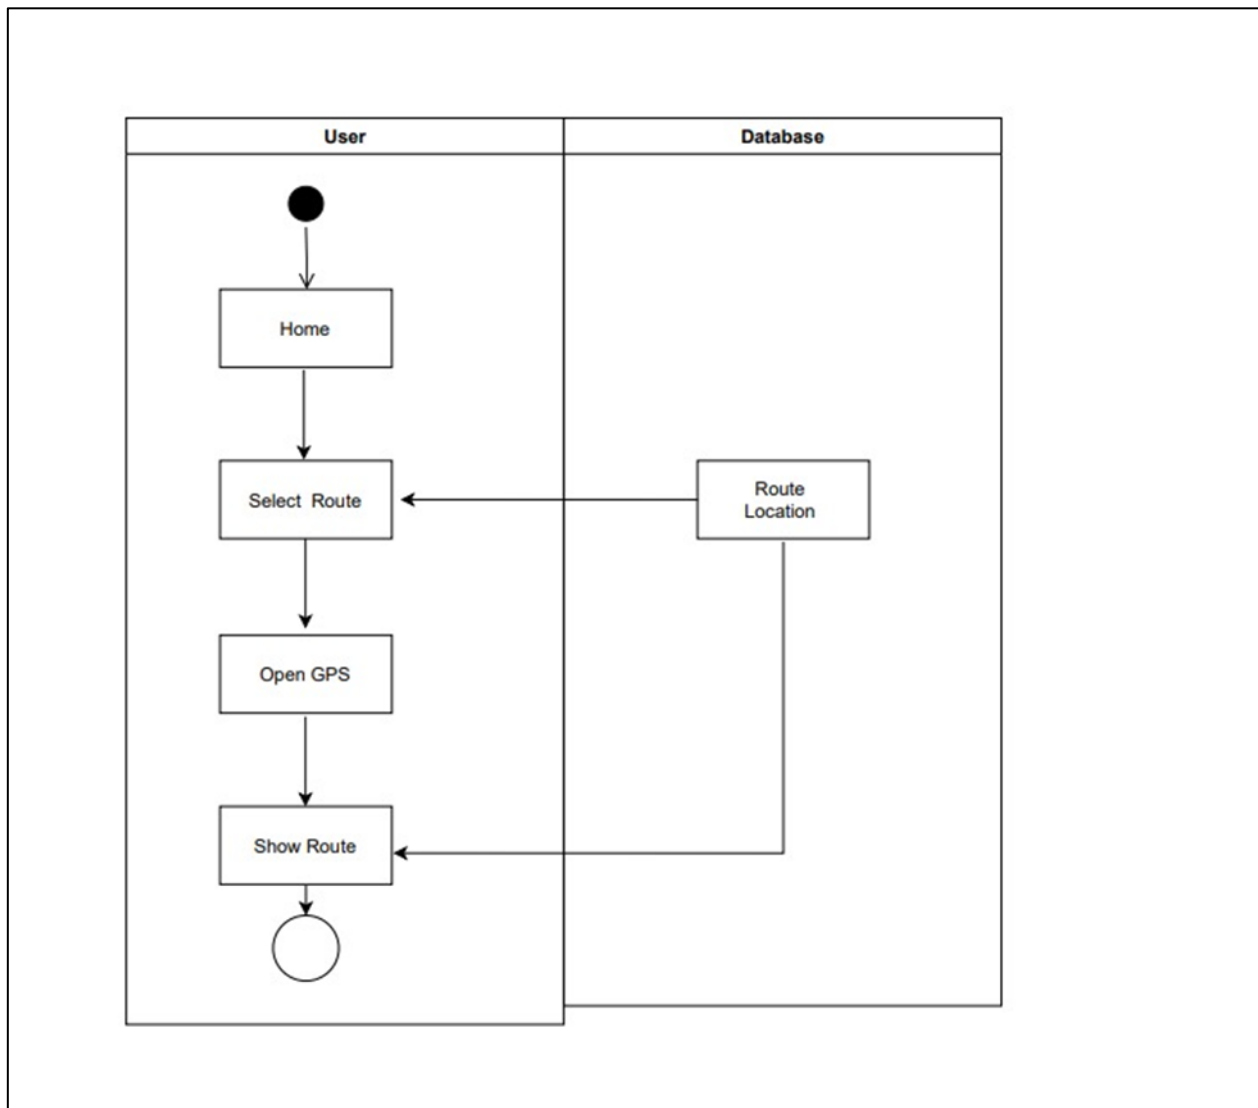 User
Database
Home
Select  Route
Route
Location
Open GPS
Show Route